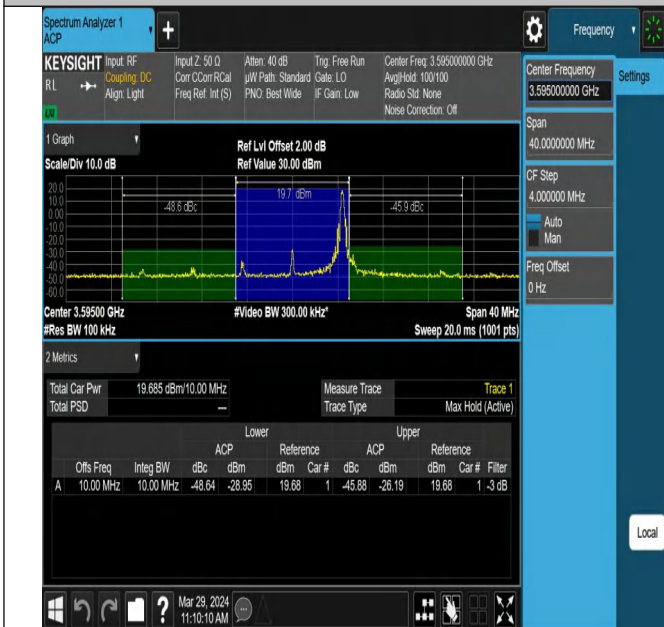 Spectrum Analyzer 1
ACP
+
Frequency
KEYSIGHT
RL
LXI
Input: RF
Coupling: DC
Align: Light
Input Z: 50 Ω
Corr CCorr RCal
Freq Ref: Int (S)
Atten: 40 dB
µW Path: Standard
PNO: Best Wide
Trig: Free Run
Gate: LO
IF Gain: Low
Center Freq: 3.595000000 GHz
Avg|Hold: 100/100
Radio Std: None
Noise Correction: Off
Center Frequency
3.595000000 GHz
Settings
Span
40.0000000 MHz
CF Step
4.000000 MHz
Auto
Man
Freq Offset
0 Hz
1 Graph
Scale/Div 10.0 dB
Ref Lvl Offset 2.00 dB
Ref Value 30.00 dBm
20.0
10.0
0.00
-10.0
-20.0
-30.0
-40.0
-50.0
-60.0
-48.6 dBc
19.7 dBm
-45.9 dBc
Center 3.59500 GHz
#Video BW 300.00 kHz*
Span 40 MHz
#Res BW 100 kHz
Sweep 20.0 ms (1001 pts)
2 Metrics
Total Car Pwr 19.685 dBm/10.00 MHz
Total PSD ---
Measure Trace Trace 1
Trace Type Max Hold (Active)
Lower Upper
ACP Reference ACP Reference
Offs Freq Integ BW dBc dBm dBm Car # dBc dBm dBm Car # Filter
A 10.00 MHz 10.00 MHz -48.64 -28.95 19.68 1 -45.88 -26.19 19.68 1 -3 dB
Local
?
Mar 29, 2024
11:10:10 AM